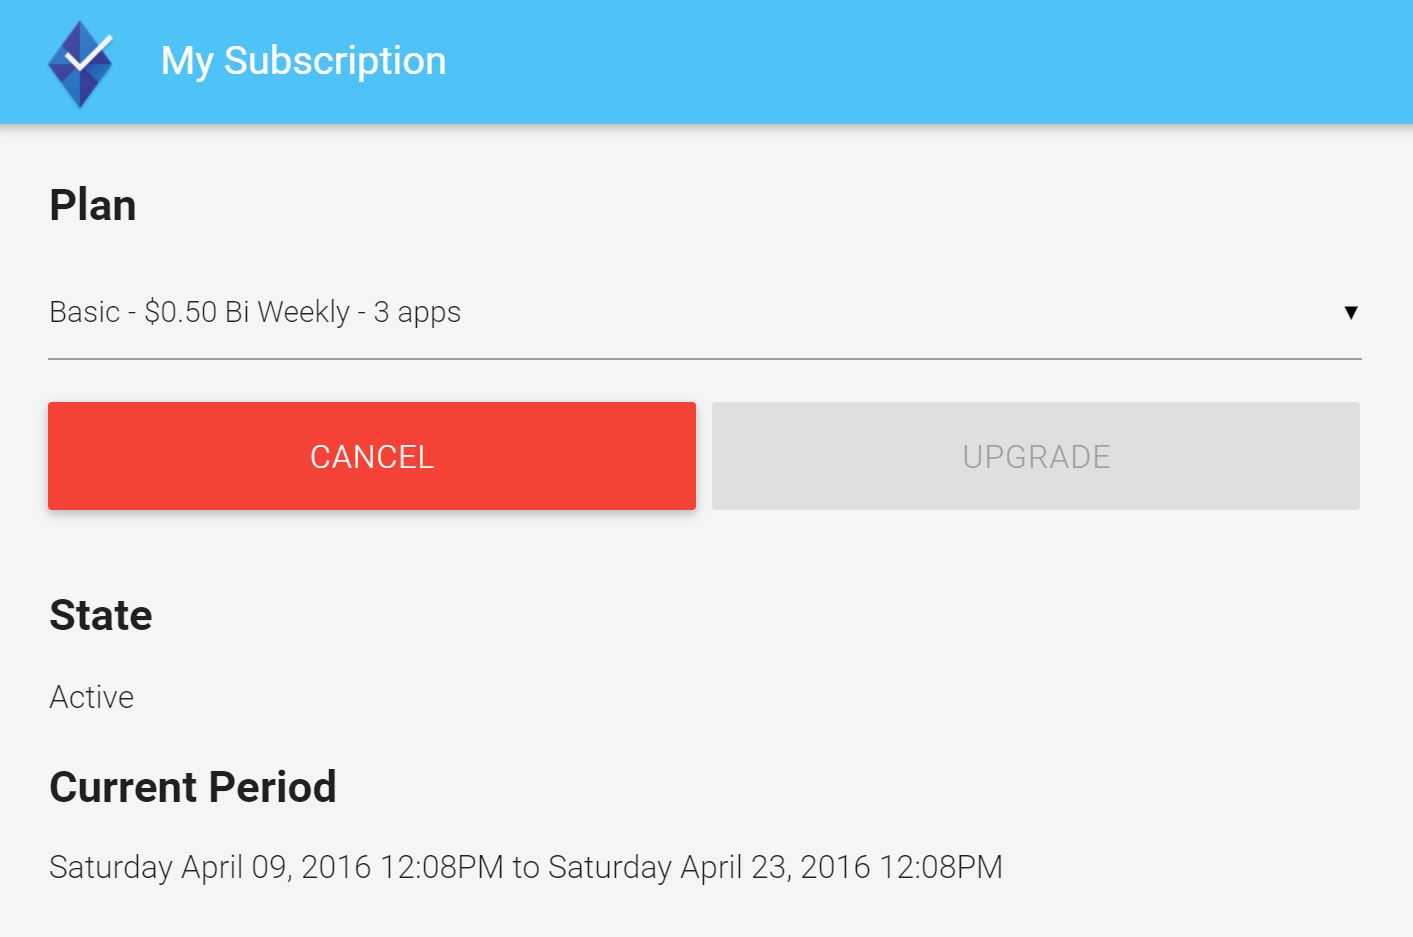 My Subscription
Plan
Basic - $0.50 Bi Weekly - 3 apps
CANCEL
UPGRADE
State
Active
Current Period
Saturday April 09, 2016 12:08PM to Saturday April 23, 2016 12:08PM